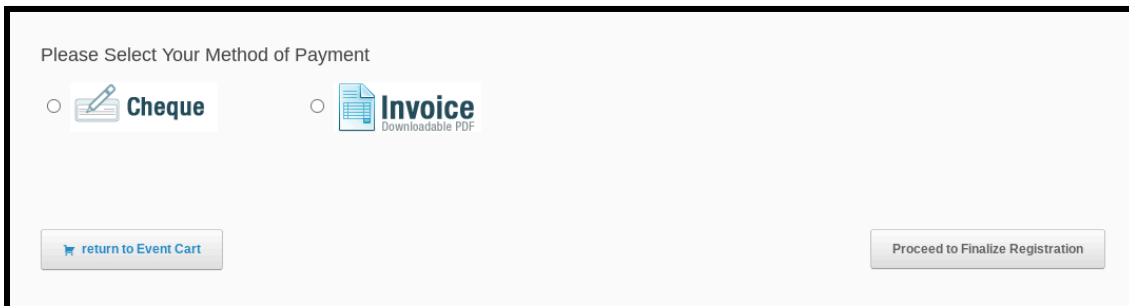 Please Select Your Method of Payment
Cheque
Invoice
Downloadable PDF
return to Event Cart
Proceed to Finalize Registration